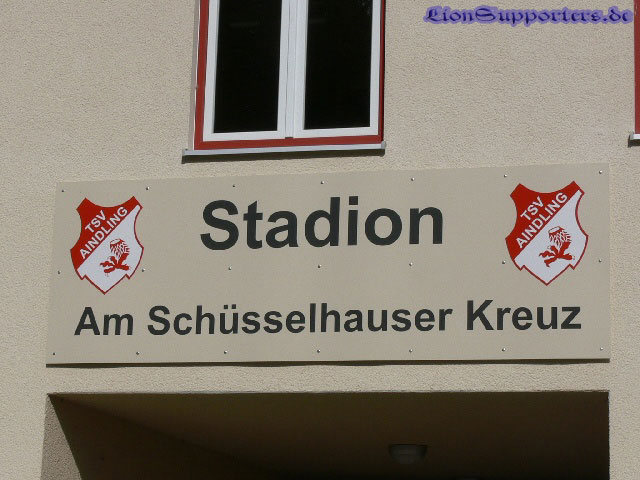 LionSupporters.de
TSV
AINDLING
Stadion
TSV
AINDLING
Am Schüsselhauser Kreuz